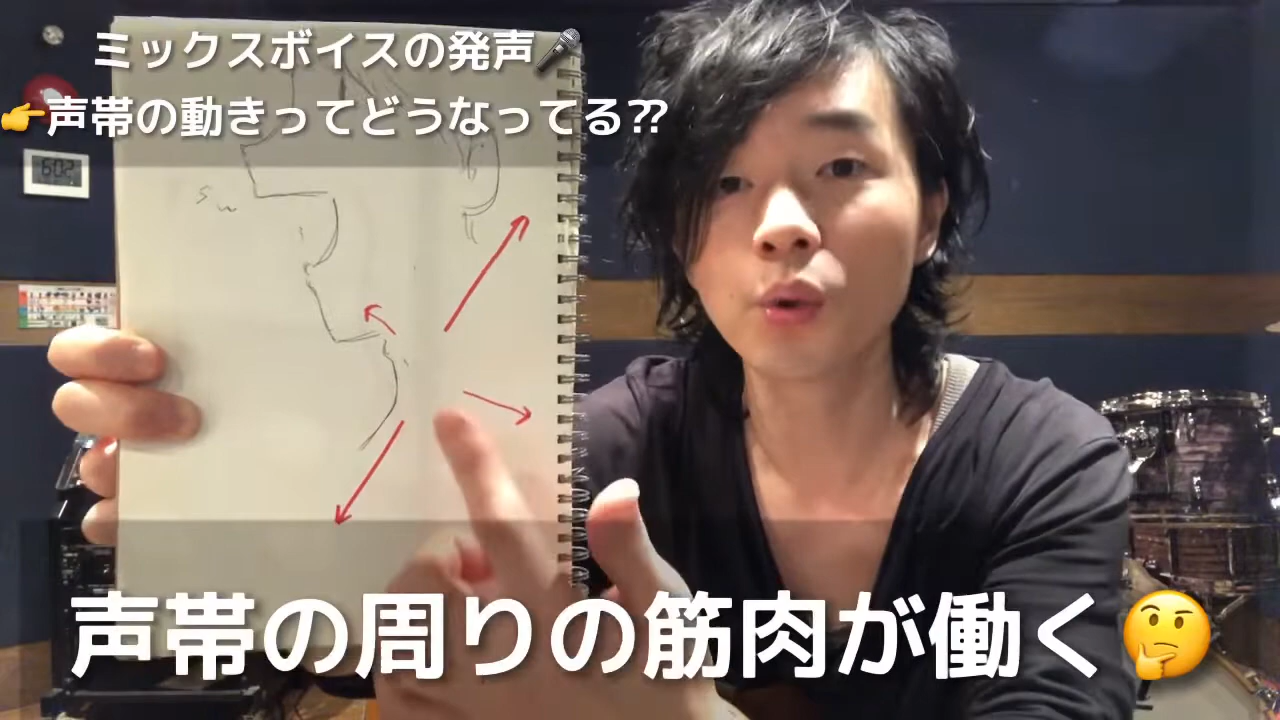 ミックスボイスの発声🎤
👉声帯の動きってどうなってる⁇
602
声帯の周りの筋肉が働く🤔